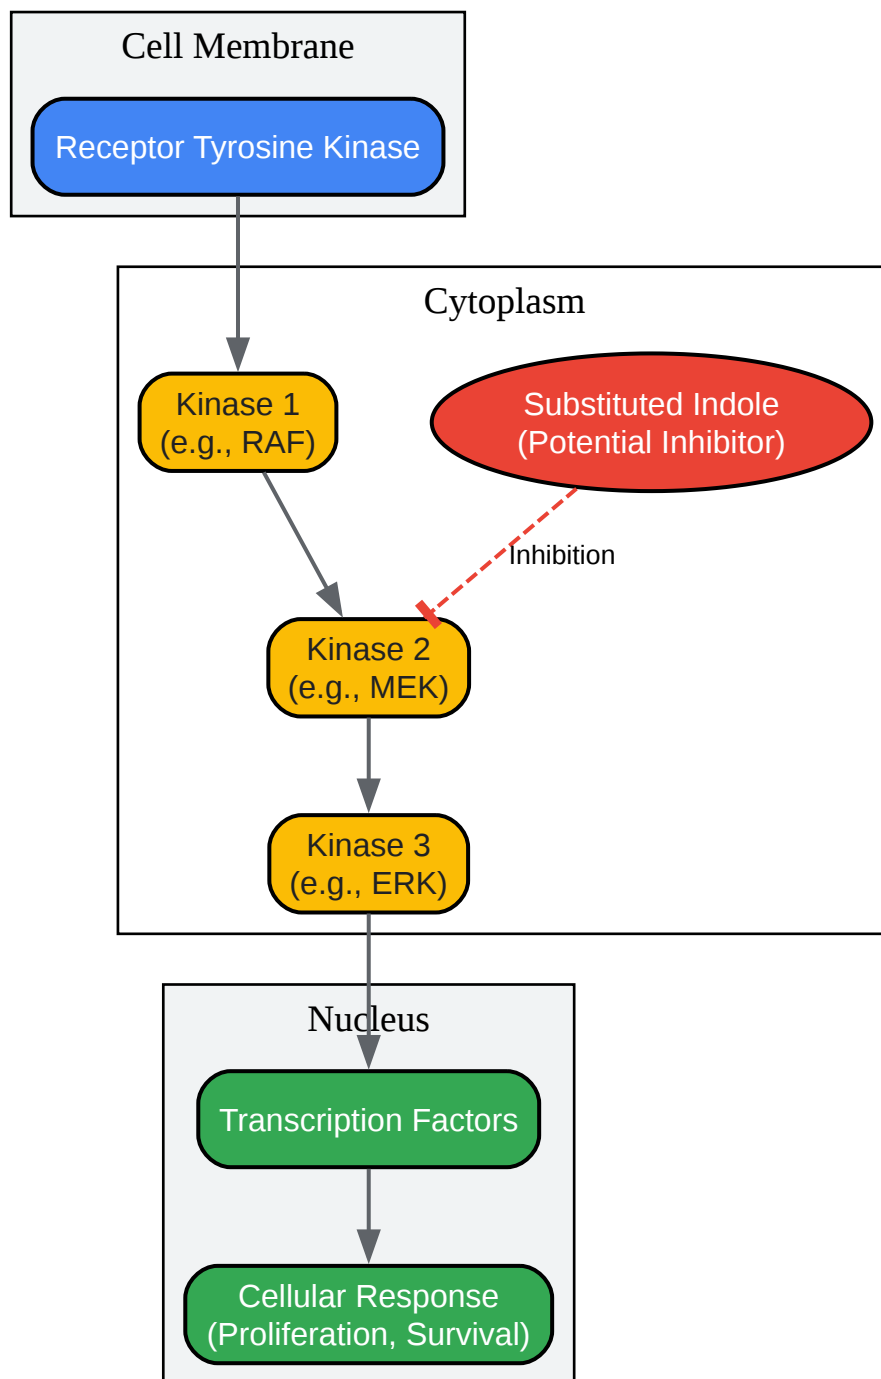 Cell Membrane
Receptor Tyrosine Kinase
Cytoplasm
Kinase 1
(e.g., RAF)
Substituted Indole
(Potential Inhibitor)
Inhibition
Kinase 2
(e.g., MEK)
Kinase 3
(e.g., ERK)
Nucleus
Transcription Factors
Cellular Response
(Proliferation, Survival)